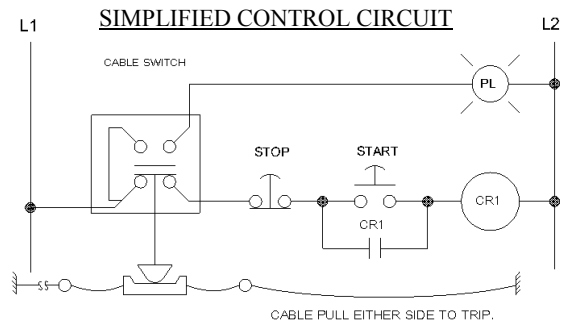 SIMPLIFIED CONTROL CIRCUIT
L1
L2
CABLE SWITCH
PL
STOP
START
CR1
CR1
CABLE PULL EITHER SIDE TO TRIP.